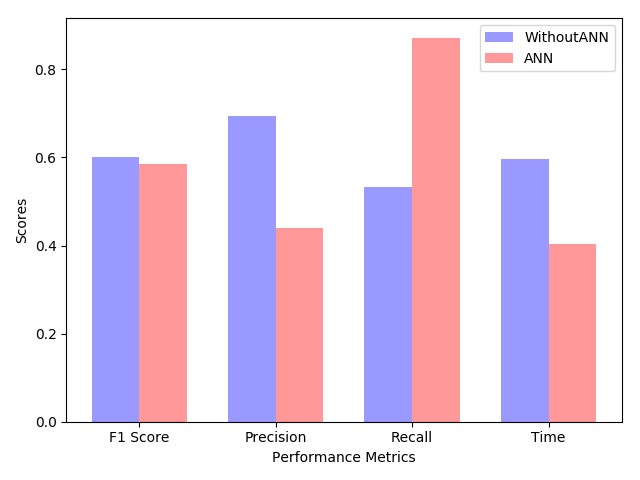 WithoutANN
ANN
Scores
0.8
0.6
0.4
0.2
0.0
F1 Score Precision Recall Time
Performance Metrics